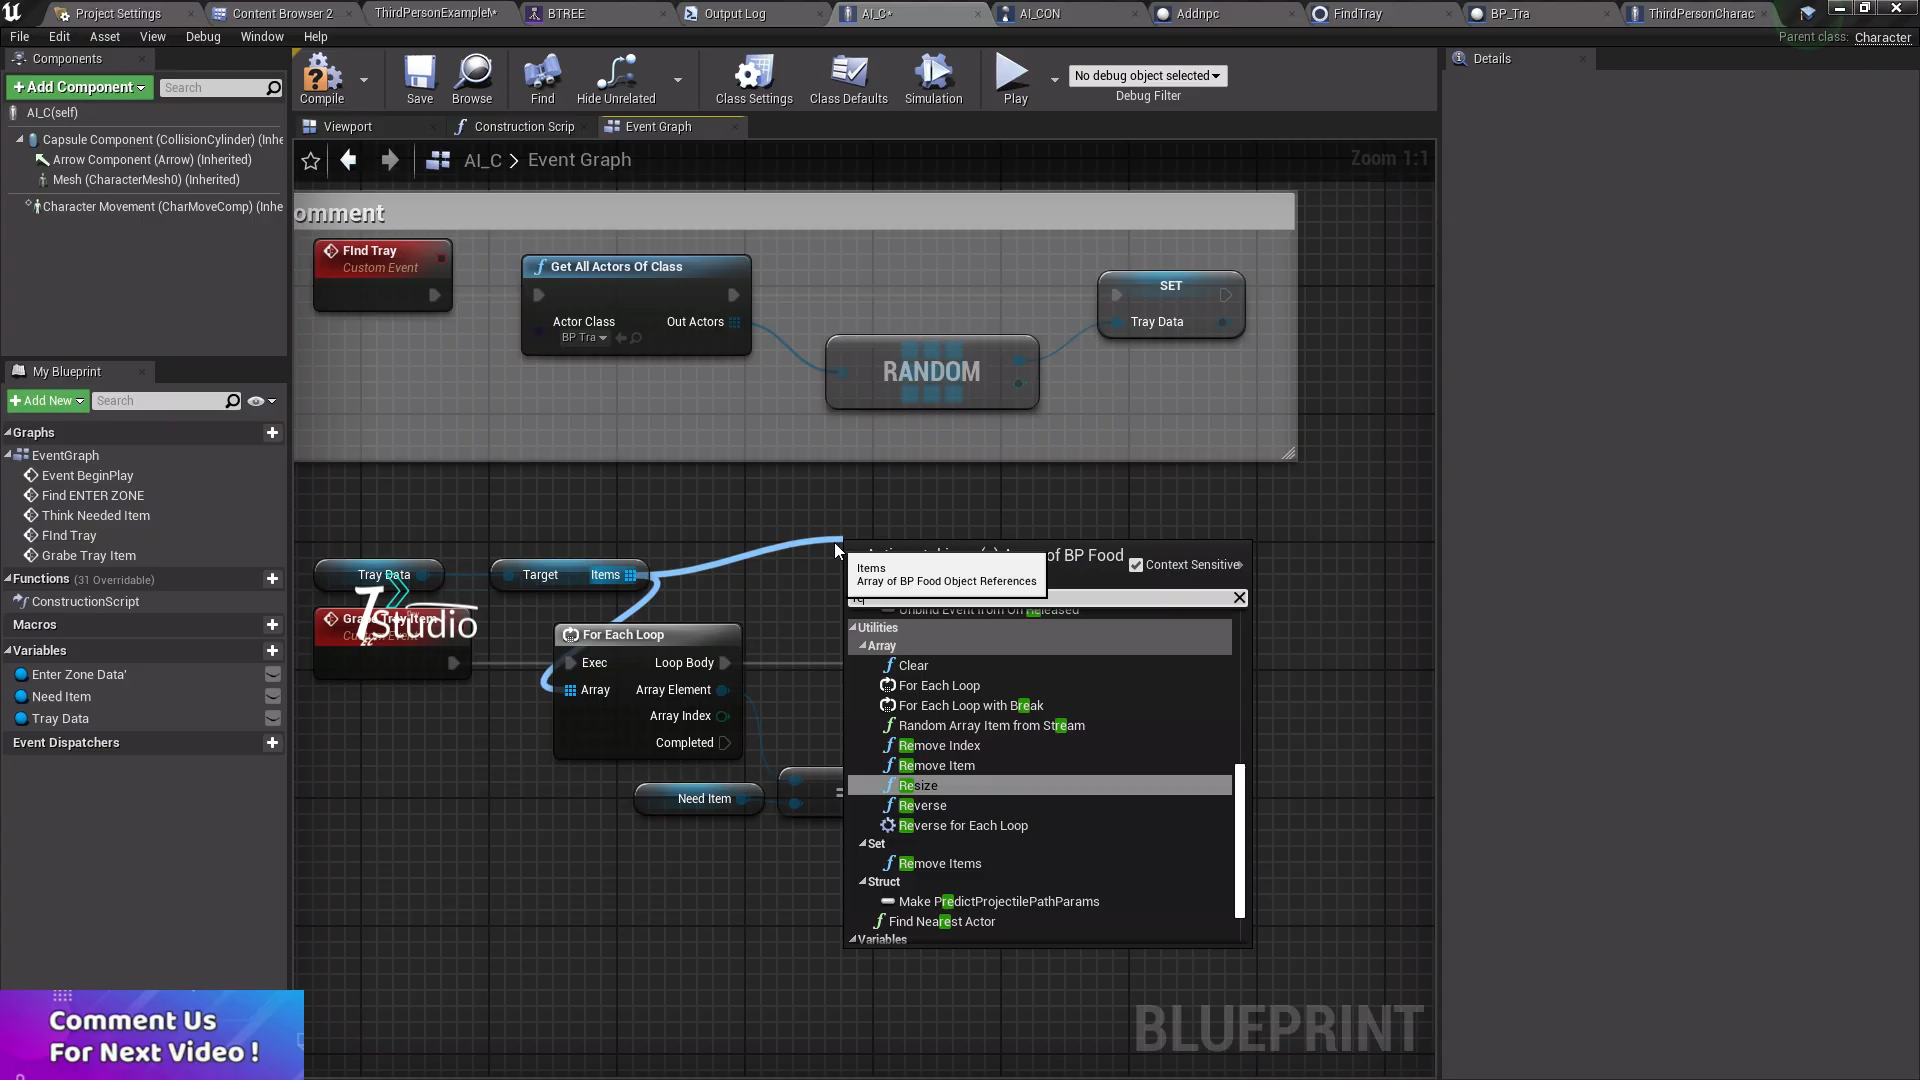 Project Settings
Content Browser 2
ThirdPersonExampleM*
BTREE
Output Log
AI_C*
AI_CON
Addnpc
FindTray
BP_Tra
ThirdPersonCharac
File Edit Asset View Debug Window Help
Parent class: Character
Components
+Add Component
Search
AI_C(self)
Capsule Component (CollisionCylinder) (Inhe
Arrow Component (Arrow) (Inherited)
Mesh (CharacterMesh0) (Inherited)
Character Movement (CharMoveComp) (Inhe
Compile
Save
Browse
Find
Hide Unrelated
Class Settings
Class Defaults
Simulation
Play
No debug object selected
Debug Filter
Details
Viewport
Construction Scrip
Event Graph
AI_C > Event Graph
Zoom 1:1
omment
FInd Tray
Custom Event
Get All Actors Of Class
Actor Class
BP Tra
Out Actors
RANDOM
SET
Tray Data
My Blueprint
+Add New
Search
Graphs
EventGraph
Event BeginPlay
Find ENTER ZONE
Think Needed Item
FInd Tray
Grabe Tray Item
Functions (31 Overridable)
ConstructionScript
Macros
Variables
Enter Zone Data'
Need Item
Tray Data
Event Dispatchers
Tray Data
Target
Items
Studio
For Each Loop
Exec
Loop Body
Array
Array Element
Array Index
Completed
Need Item
=
of BP Food
Context Sensitive
Items
Array of BP Food Object References
Unbind Event from On Released
Utilities
Array
Clear
For Each Loop
For Each Loop with Break
Random Array Item from Stream
Remove Index
Remove Item
Resize
Reverse
Reverse for Each Loop
Set
Remove Items
Struct
Make PredictProjectilePathParams
Find Nearest Actor
Variables
BLUEPRINT
Comment Us
For Next Video !